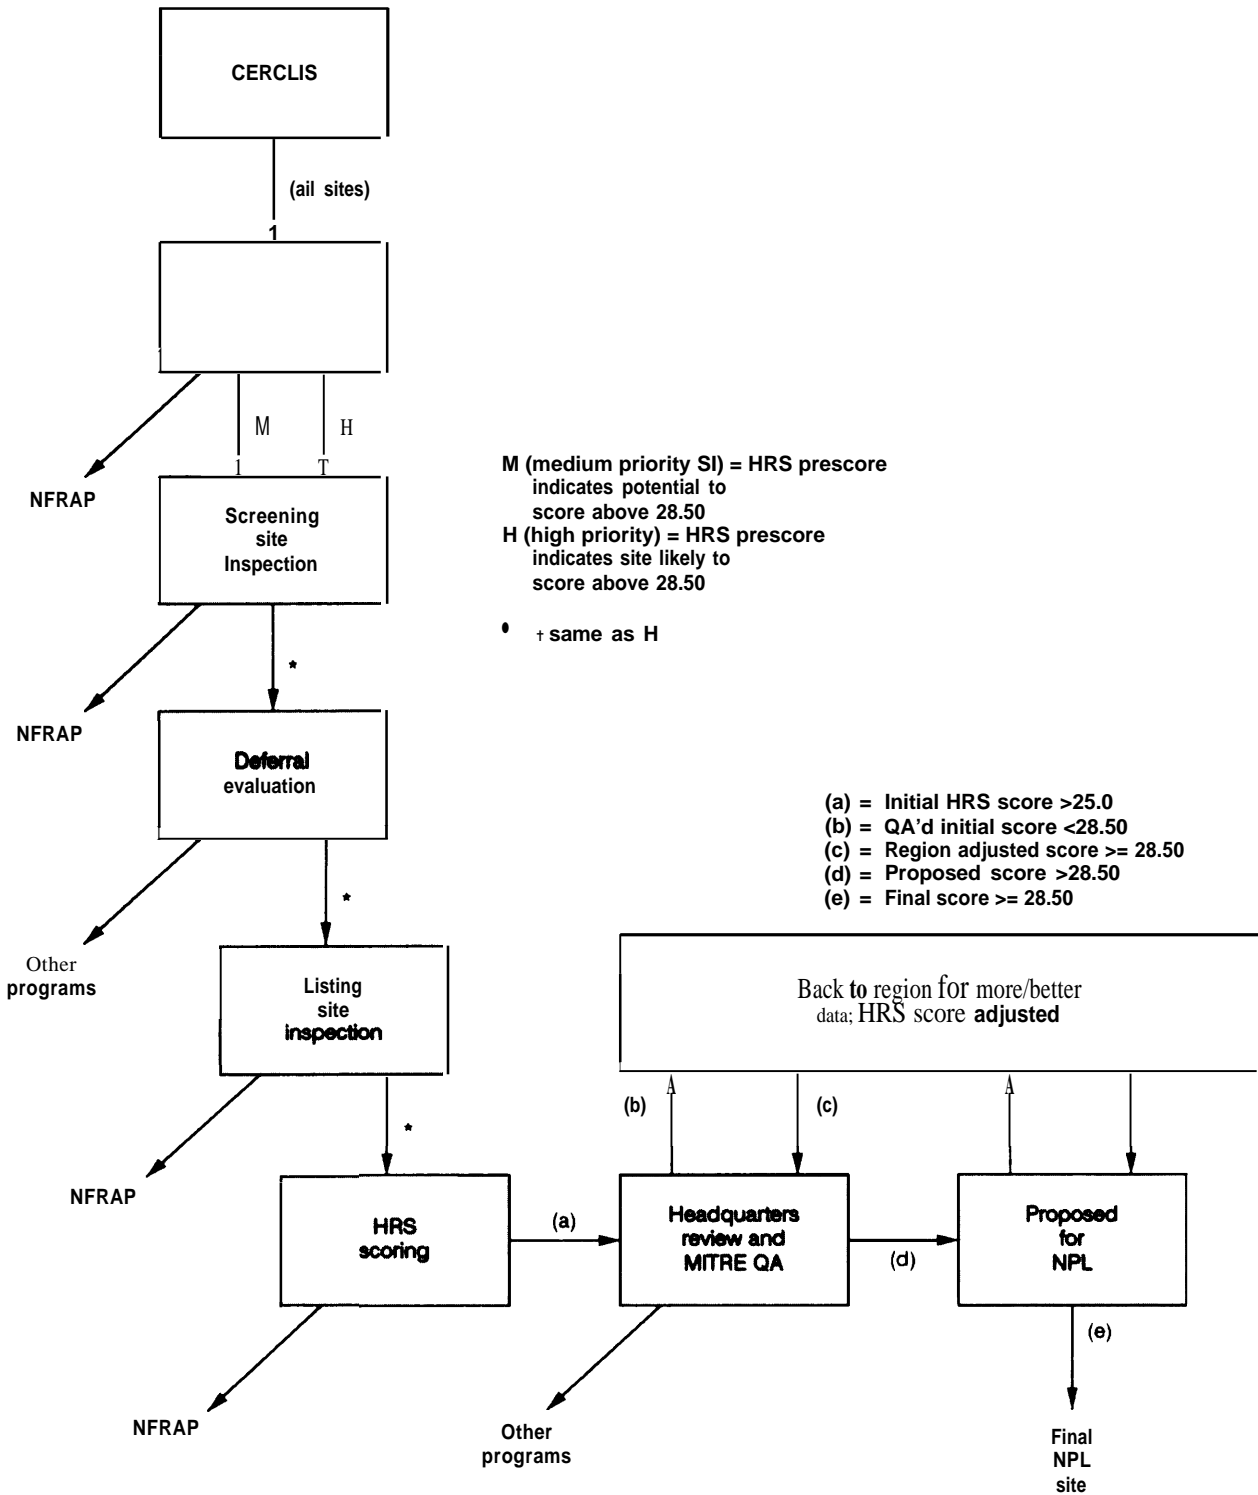 CERCLIS
(ail sites)
1
M
H
1
T
NFRAP
Screening
site
Inspection
M (medium priority SI) = HRS prescore
indicates potential to
score above 28.50
H (high priority) = HRS prescore
indicates site likely to
score above 28.50
• † same as H
*
NFRAP
Deferral
evaluation
(a) = Initial HRS score >25.0
(b) = QA'd initial score <28.50
(c) = Region adjusted score >= 28.50
(d) = Proposed score >28.50
(e) = Final score >= 28.50
*
Other
programs
Listing
site
inspection
Back to region for more/better
data; HRS score adjusted
A
A
(b)
(c)
*
NFRAP
HRS
scoring
(a)
Headquarters
review and
MITRE QA
(d)
Proposed
for
NPL
(e)
NFRAP
Other
programs
Final
NPL
site